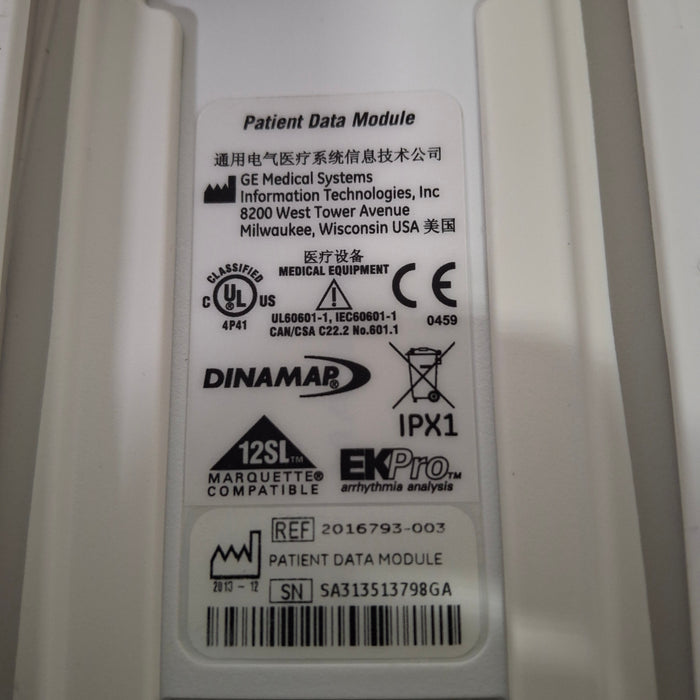 Patient Data Module
通用电气医疗系统信息技术公司
GE Medical Systems
Information Technologies, Inc
8200 West Tower Avenue
Milwaukee, Wisconsin USA 美国
医疗设备
MEDICAL EQUIPMENT
CLASSIFIED
C UL® US
4P41
UL60601-1, IEC60601-1
CAN/CSA C22.2 No.601.1
CE
0459
DINAMAP®
IPX1
12SL™
MARQUETTE®
COMPATIBLE
EKPro™
arrhythmia analysis
REF 2016793-003
PATIENT DATA MODULE
2013-12
SN SA313513798GA